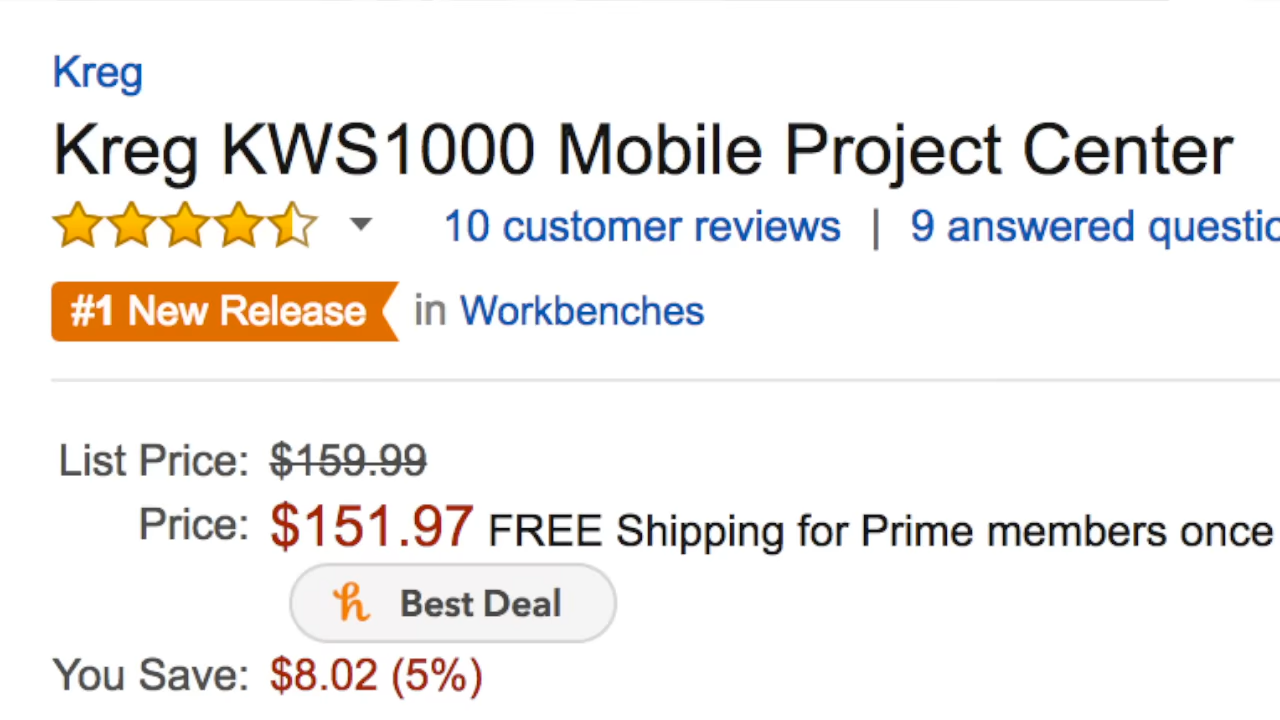 Kreg
Kreg KWS1000 Mobile Project Center
10 customer reviews | 9 answered questio
#1 New Release in Workbenches
List Price: $159.99
Price: $151.97 FREE Shipping for Prime members once
h Best Deal
You Save: $8.02 (5%)